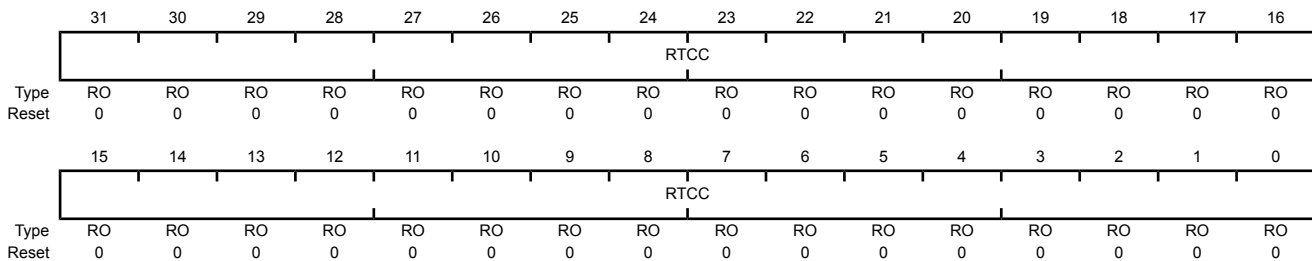 31 30 29 28 27 26 25 24 23 22 21 20 19 18 17 16
RTCC
Type RO RO RO RO RO RO RO RO RO RO RO RO RO RO RO RO
Reset 0 0 0 0 0 0 0 0 0 0 0 0 0 0 0 0
15 14 13 12 11 10 9 8 7 6 5 4 3 2 1 0
RTCC
Type RO RO RO RO RO RO RO RO RO RO RO RO RO RO RO RO
Reset 0 0 0 0 0 0 0 0 0 0 0 0 0 0 0 0